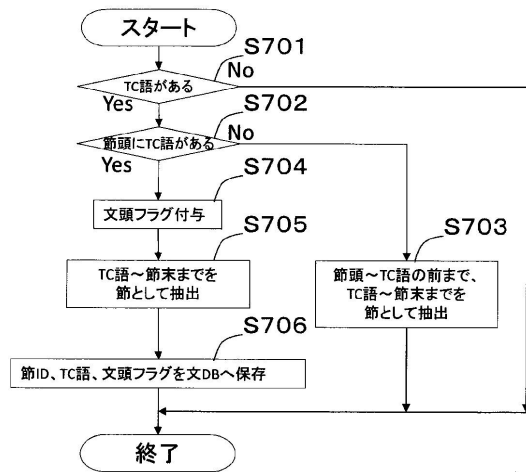 スタート
S701
TC語がある
No
Yes
S702
節頭にTC語がある
No
Yes
S704
文頭フラグ付与
S705
TC語～節末までを
節として抽出
S703
節頭～TC語の前まで、
TC語～節末までを
節として抽出
S706
節ID、TC語、文頭フラグを文DBへ保存
終了